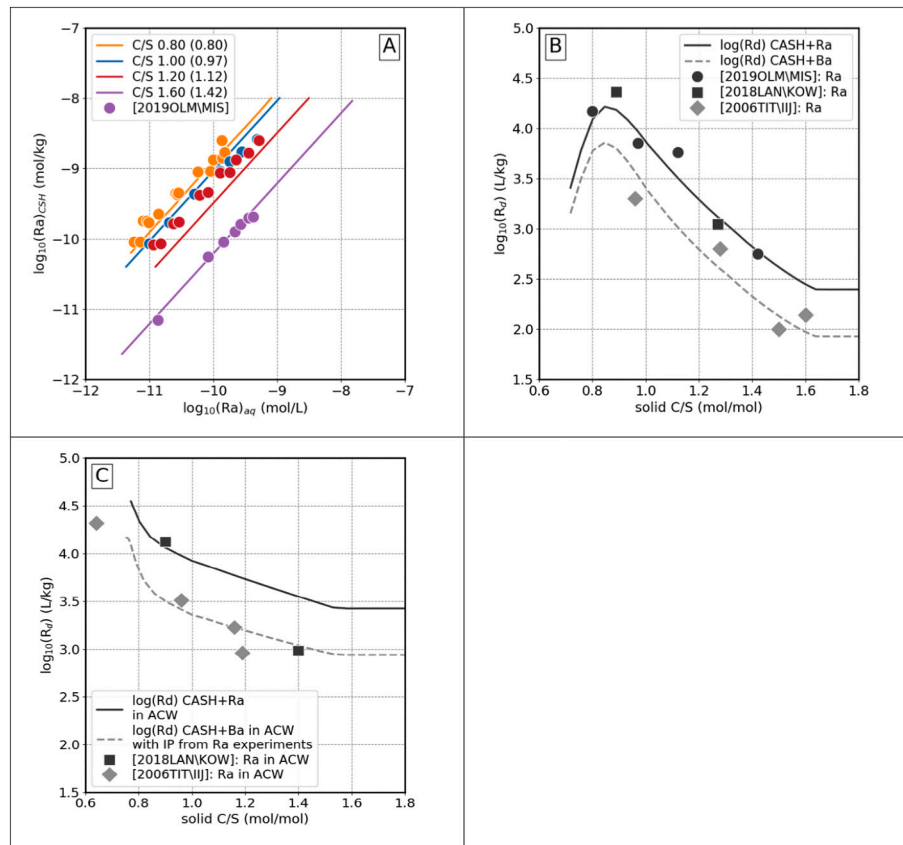 A
C/S 0.80 (0.80)
C/S 1.00 (0.97)
C/S 1.20 (1.12)
C/S 1.60 (1.42)
[2019OLM\MIS]
−7
−8
−9
−10
−11
−12
log10(Ra)CSH (mol/kg)
−12 −11 −10 −9 −8 −7
log10(Ra)aq (mol/L)
B
log(Rd) CASH+Ra
log(Rd) CASH+Ba
[2019OLM\MIS]: Ra
[2018LAN\KOW]: Ra
[2006TIT\IIJ]: Ra
5.0
4.5
4.0
3.5
3.0
2.5
2.0
1.5
log10(Rd) (L/kg)
0.6 0.8 1.0 1.2 1.4 1.6 1.8
solid C/S (mol/mol)
C
5.0
4.5
4.0
3.5
3.0
2.5
2.0
1.5
log10(Rd) (L/kg)
log(Rd) CASH+Ra
in ACW
log(Rd) CASH+Ba in ACW
with IP from Ra experiments
[2018LAN\KOW]: Ra in ACW
[2006TIT\IIJ]: Ra in ACW
0.6 0.8 1.0 1.2 1.4 1.6 1.8
solid C/S (mol/mol)